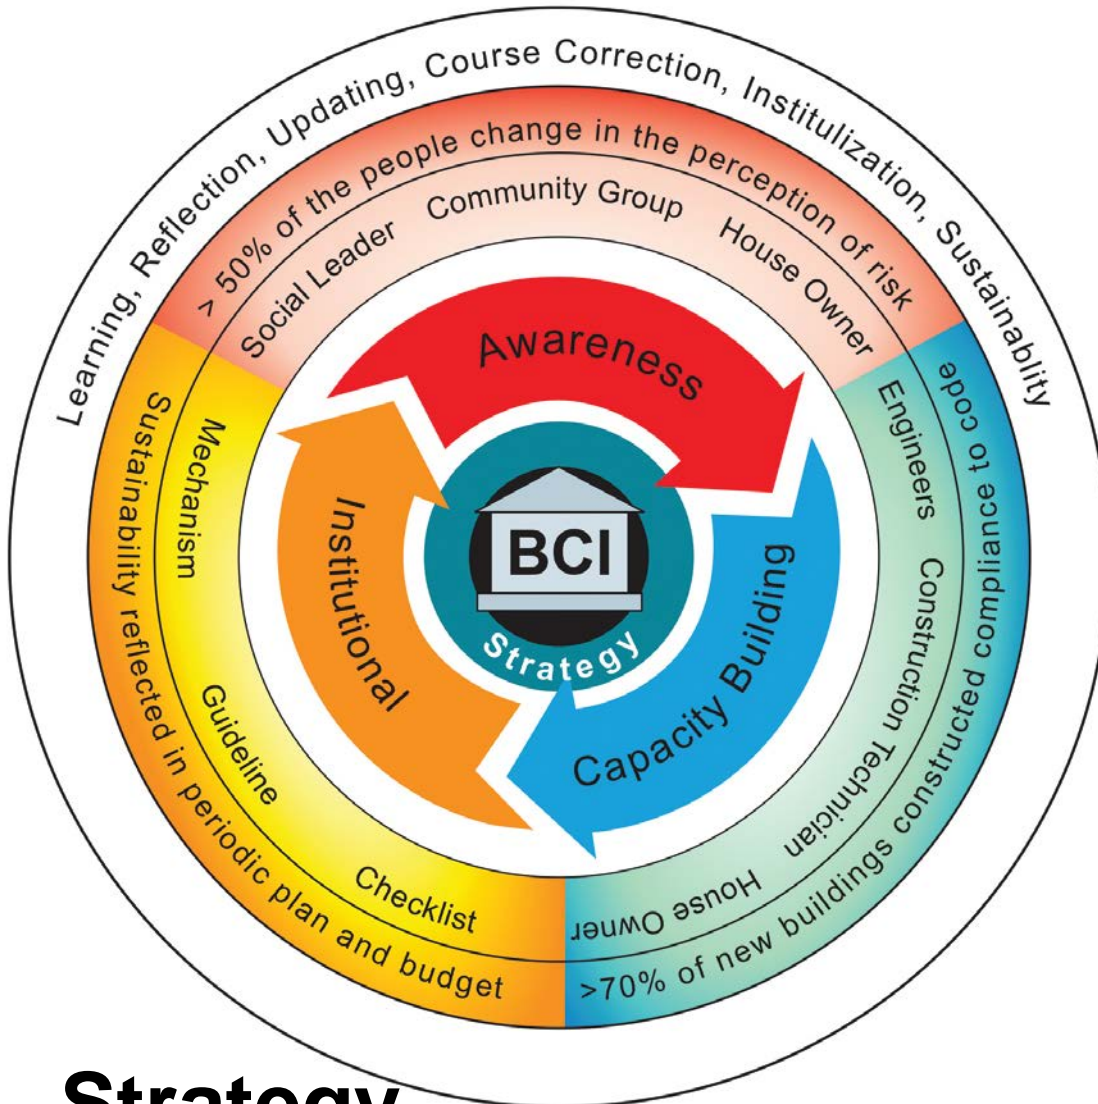 Learning, Reflection, Updating, Course Correction, Institulization, Sustainablity
> 50% of the people change in the perception of risk
Social Leader
Community Group
House Owner
Awareness
Engineers
Construction Technician
House Owner
>70% of new buildings constructed compliance to code
Capacity Building
Mechanism
Guideline
Checklist
Sustainability reflected in periodic plan and budget
Institutional
BCI
Strategy
Strategy